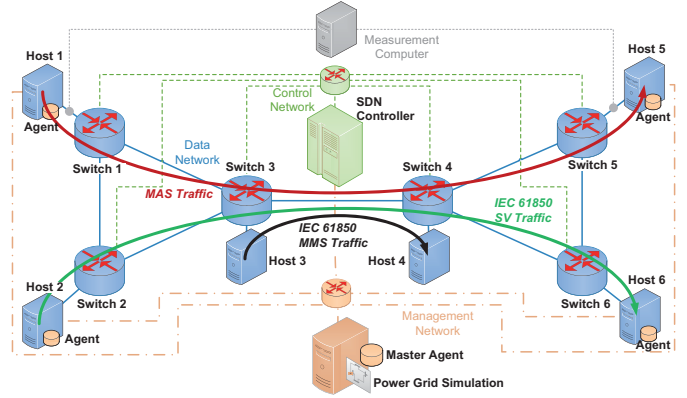 Host 1
Measurement
Computer
Host 5
Control
Network
SDN
Controller
Agent
Agent
Data
Network
Switch 1
Switch 3
Switch 4
Switch 5
MAS Traffic
IEC 61850
SV Traffic
IEC 61850
MMS Traffic
Host 3
Host 4
Host 2
Switch 2
Switch 6
Host 6
Management
Network
Agent
Agent
Master Agent
Power Grid Simulation